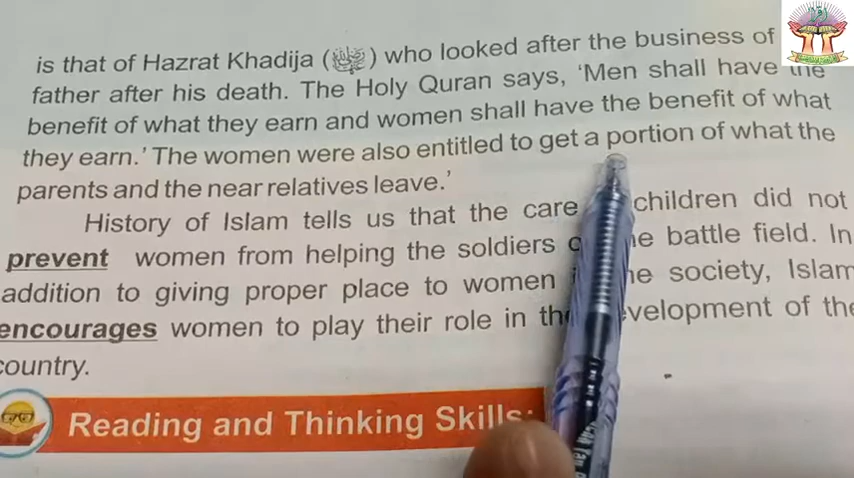 is that of Hazrat Khadija () who looked after the business of
father after his death. The Holy Quran says, 'Men shall have the
benefit of what they earn and women shall have the benefit of what
they earn.' The women were also entitled to get a portion of what the
parents and the near relatives leave.'
History of Islam tells us that the care children did not
prevent women from helping the soldiers battle field. In
addition to giving proper place to women society, Islam
encourages women to play their role in the development of the
country.
Reading and Thinking Skills: